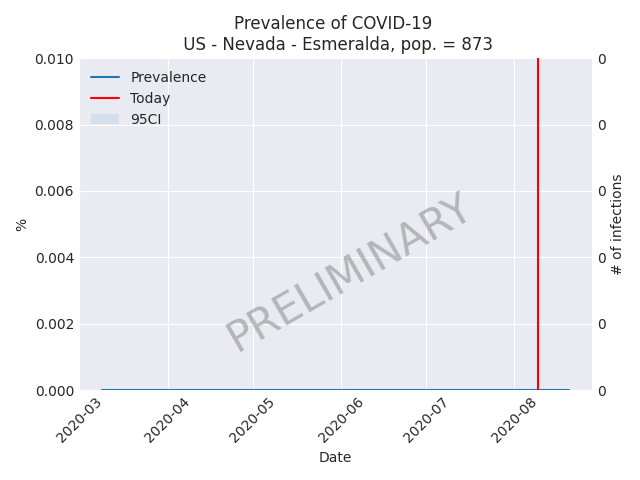 Prevalence of COVID-19
US - Nevada - Esmeralda, pop. = 873
0.010
0.008
0.006
0.004
0.002
0.000
%
Prevalence
Today
95CI
PRELIMINARY
0
0
0
0
0
0
# of infections
2020-03
2020-04
2020-05
2020-06
2020-07
2020-08
Date